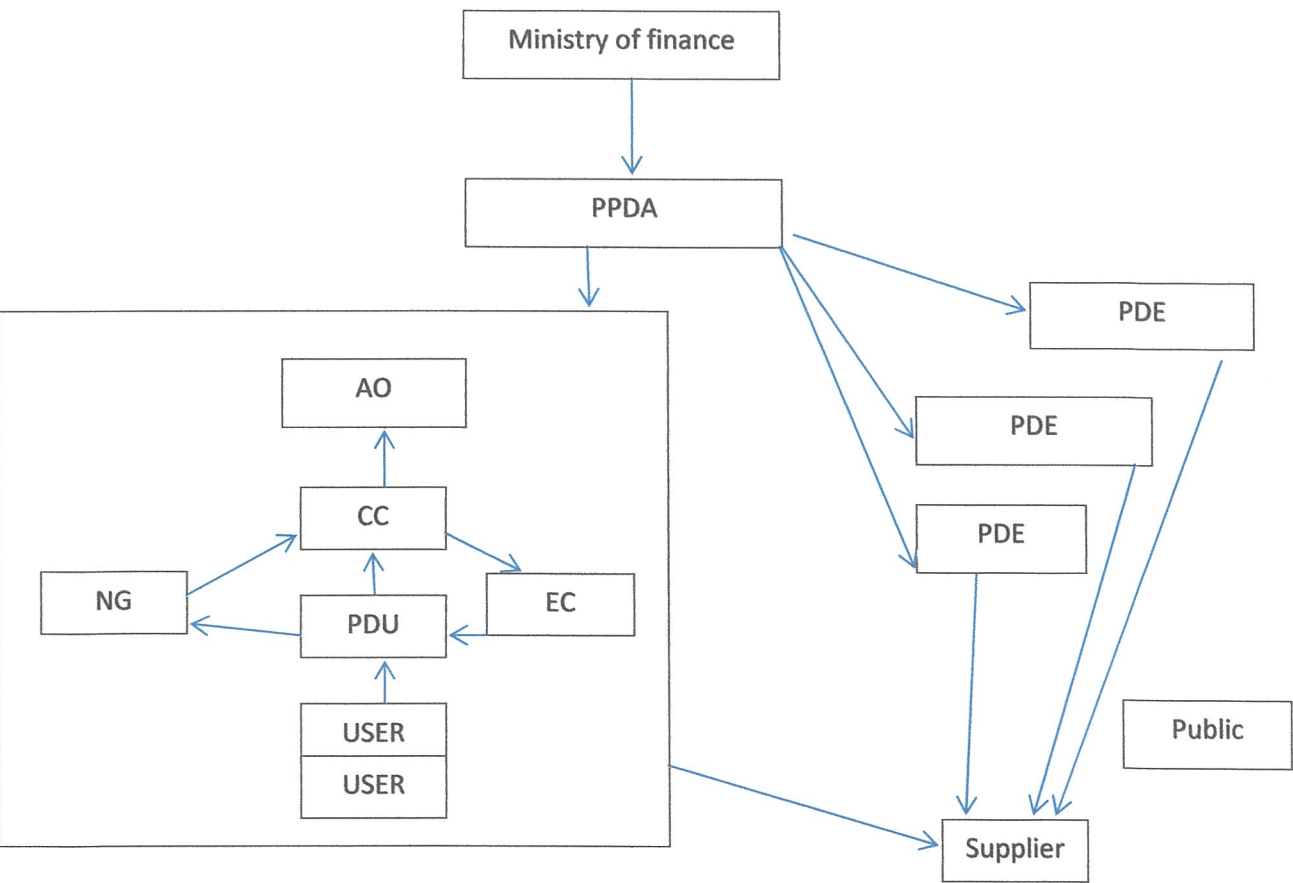 Ministry of finance
PPDA
PDE
AO
PDE
CC
PDE
NG
EC
PDU
USER
Public
USER
Supplier